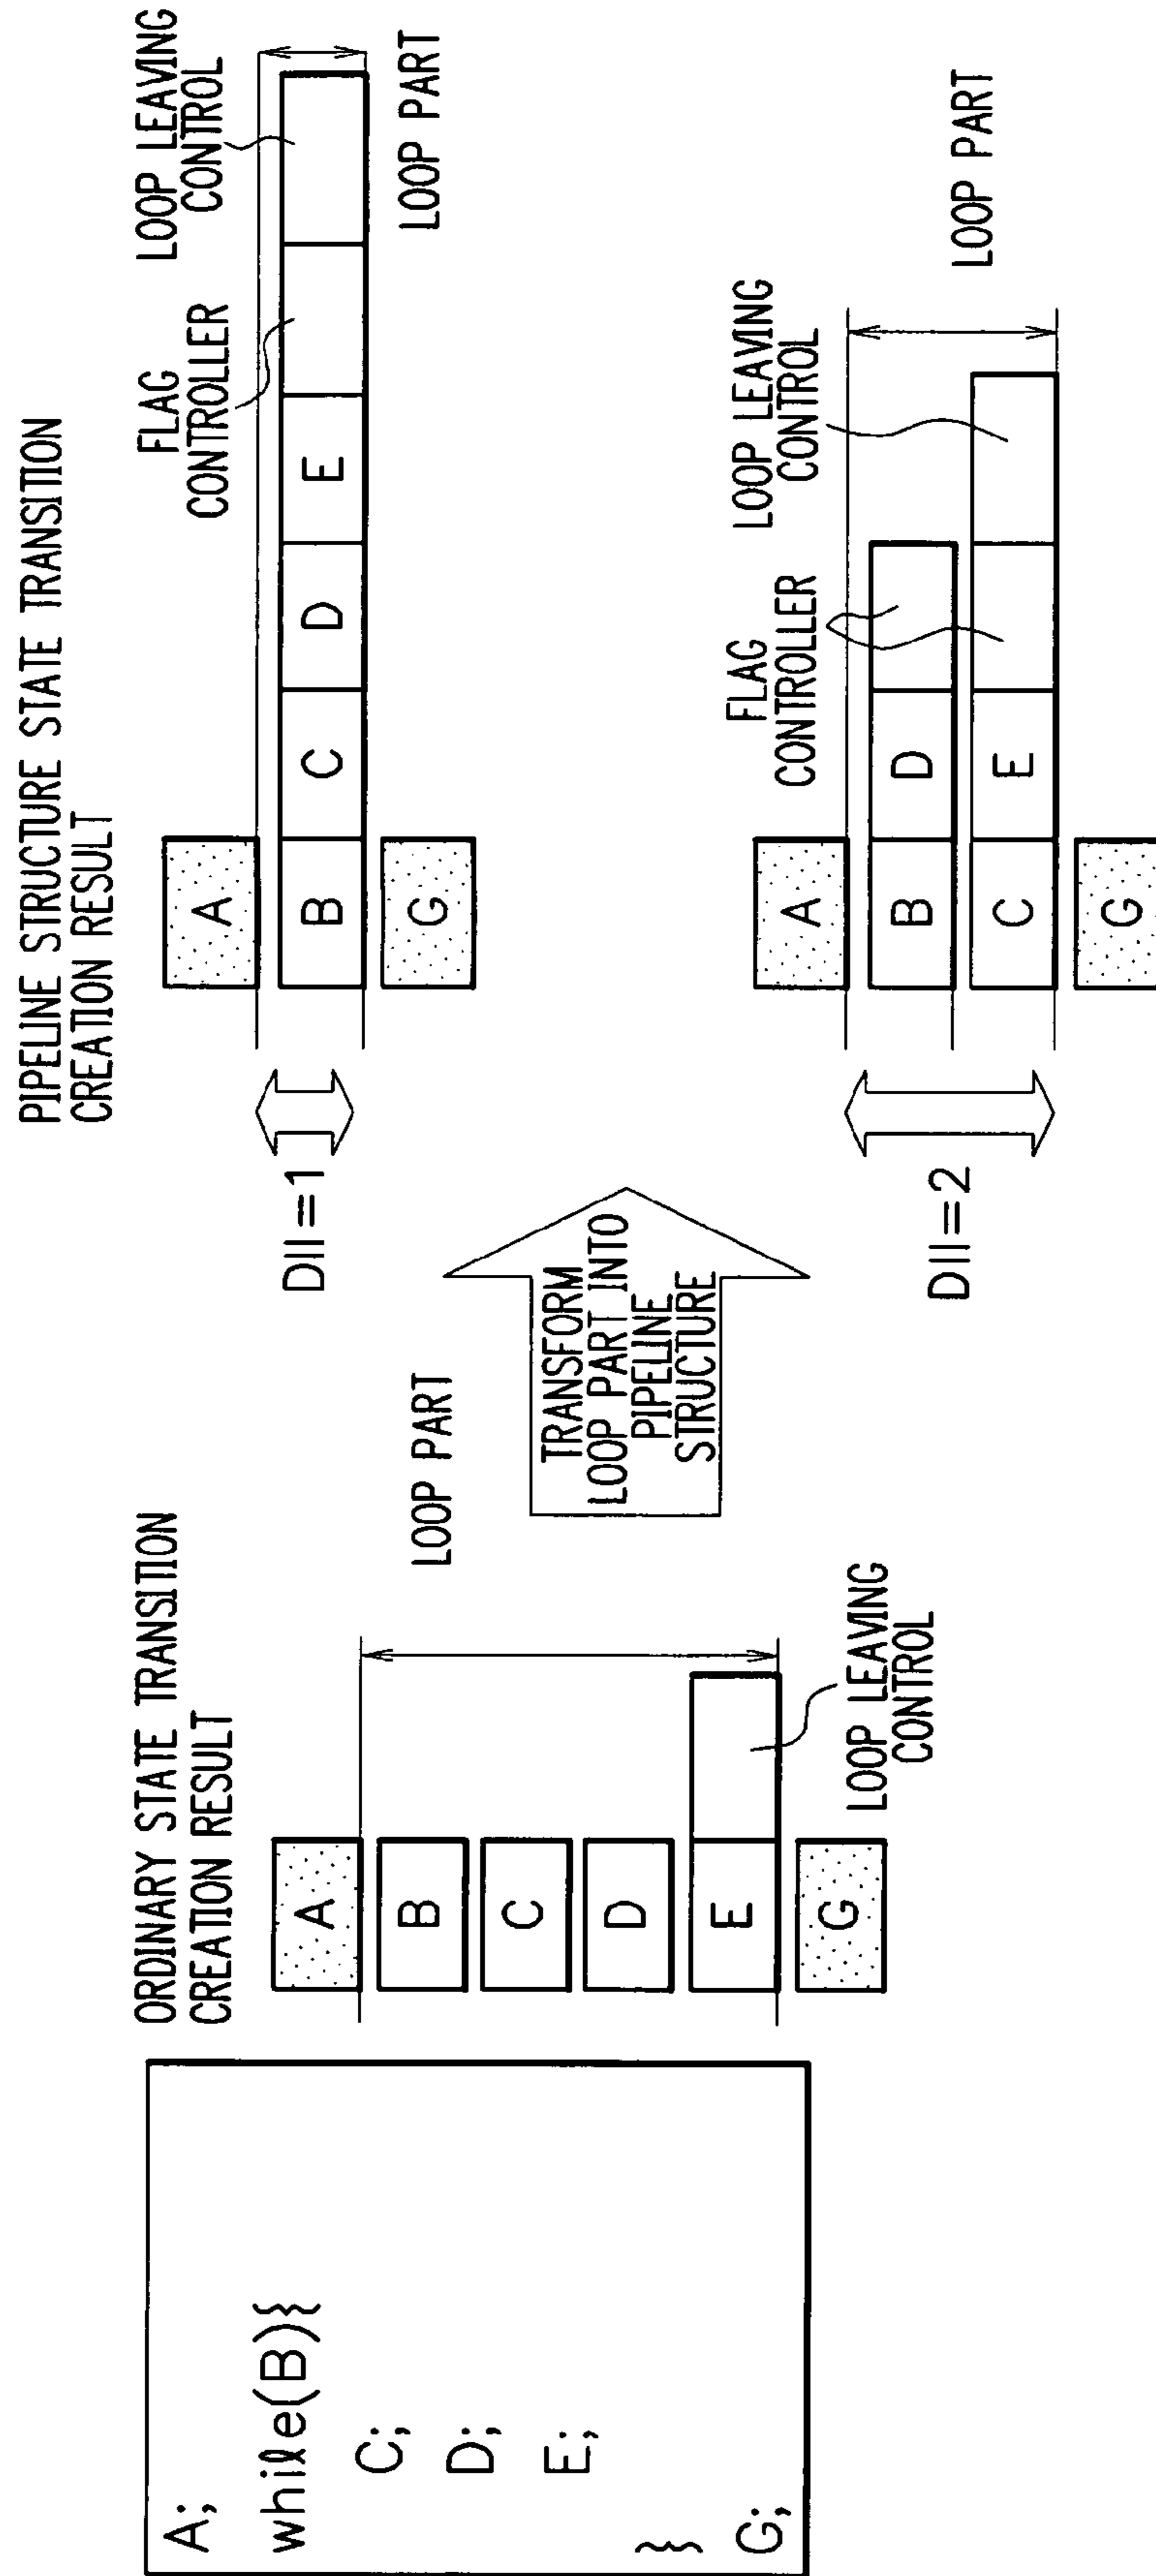 A;
while(B){
C;
D;
E;
}
G;
ORDINARY STATE TRANSITION
CREATION RESULT
A
B
C
D
E
G
LOOP PART
LOOP LEAVING
CONTROL
TRANSFORM
LOOP PART INTO
PIPELINE
STRUCTURE
PIPELINE STRUCTURE STATE TRANSITION
CREATION RESULT
DII=1
A
B
C
D
E
G
FLAG
CONTROLLER
LOOP LEAVING
CONTROL
LOOP PART
DII=2
A
B
D
C
E
G
FLAG
CONTROLLER
LOOP LEAVING
CONTROL
LOOP PART